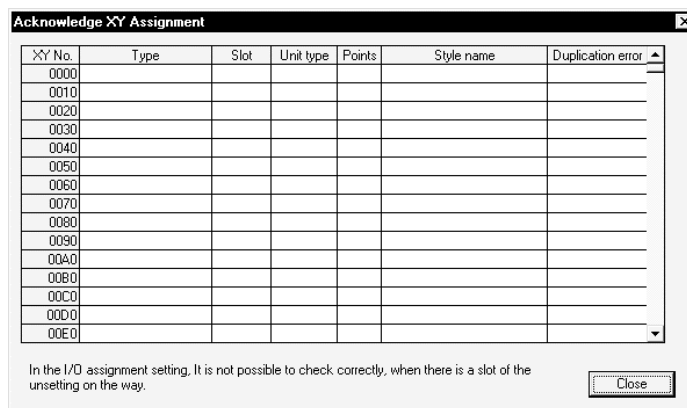 Acknowledge XY Assignment
XY No. Type Slot Unit type Points Style name Duplication error
0000
0010
0020
0030
0040
0050
0060
0070
0080
0090
00A0
00B0
00C0
00D0
00E0
In the I/O assignment setting, It is not possible to check correctly, when there is a slot of the
unsetting on the way.
Close